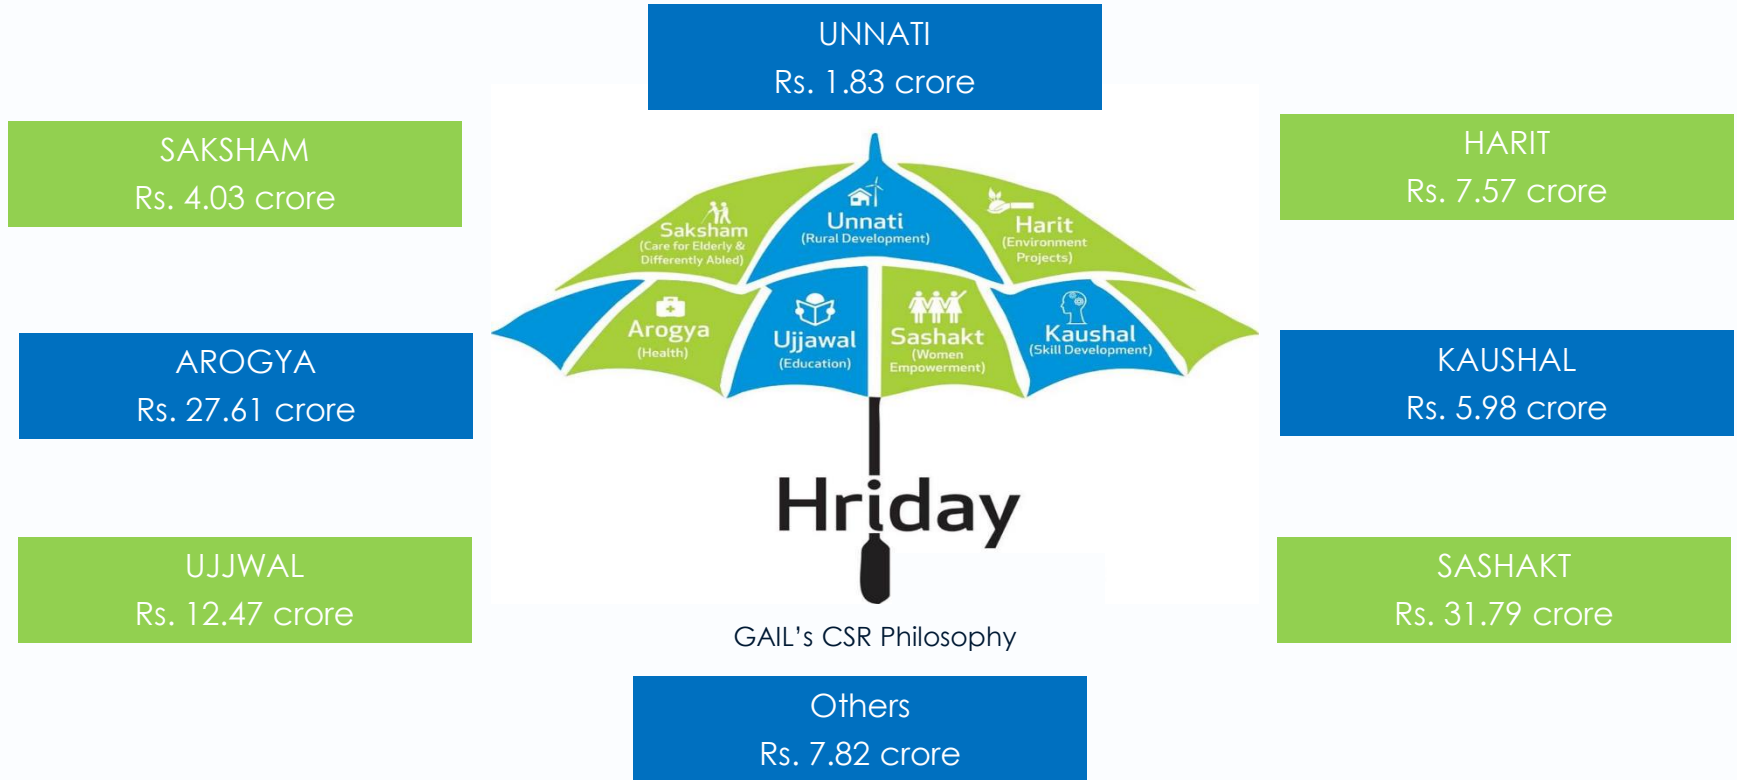 UNNATI
Rs. 1.83 crore
SAKSHAM
Rs. 4.03 crore
HARIT
Rs. 7.57 crore
Unnati
(Rural Development)
Saksham
(Care for Elderly &
Differently Abled)
Harit
(Environment
Projects)
Arogya
(Health)
Ujjawal
(Education)
Sashakt
(Women
Empowerment)
Kaushal
(Skill Development)
AROGYA
Rs. 27.61 crore
KAUSHAL
Rs. 5.98 crore
Hriday
UJJWAL
Rs. 12.47 crore
SASHAKT
Rs. 31.79 crore
GAIL’s CSR Philosophy
Others
Rs. 7.82 crore